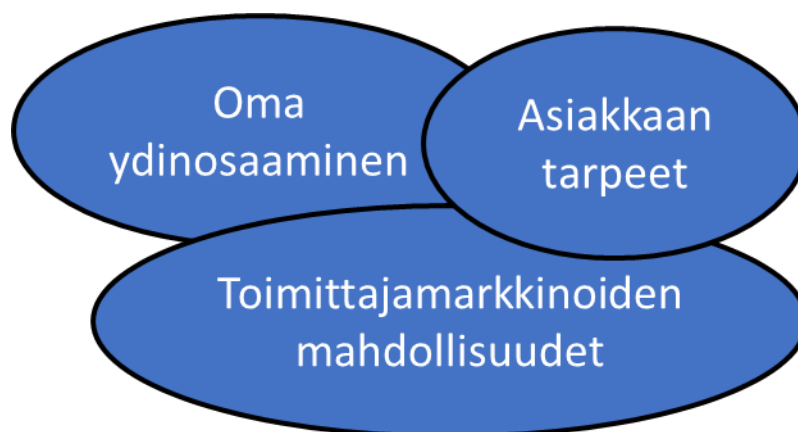 Oma
ydinosaaminen
Asiakkaan
tarpeet
Toimittajamarkkinoiden
mahdollisuudet